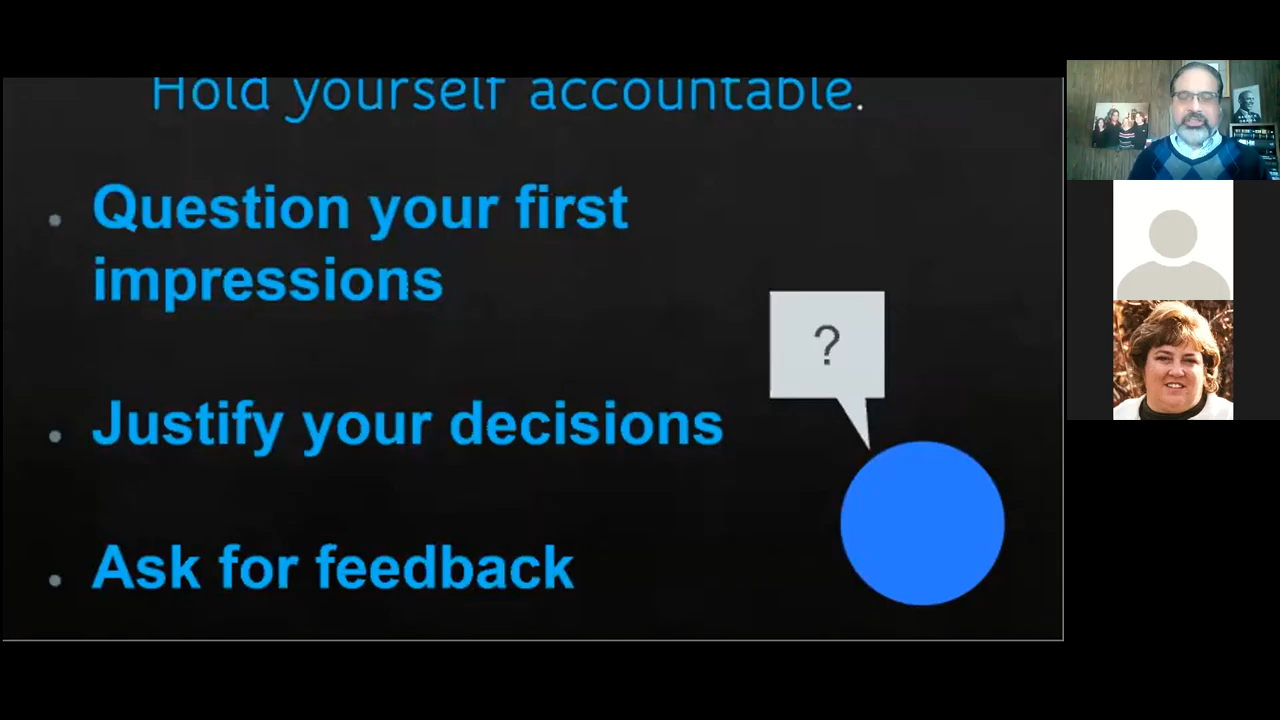 Hold yourself accountable.
Question your first
impressions
?
Justify your decisions
Ask for feedback